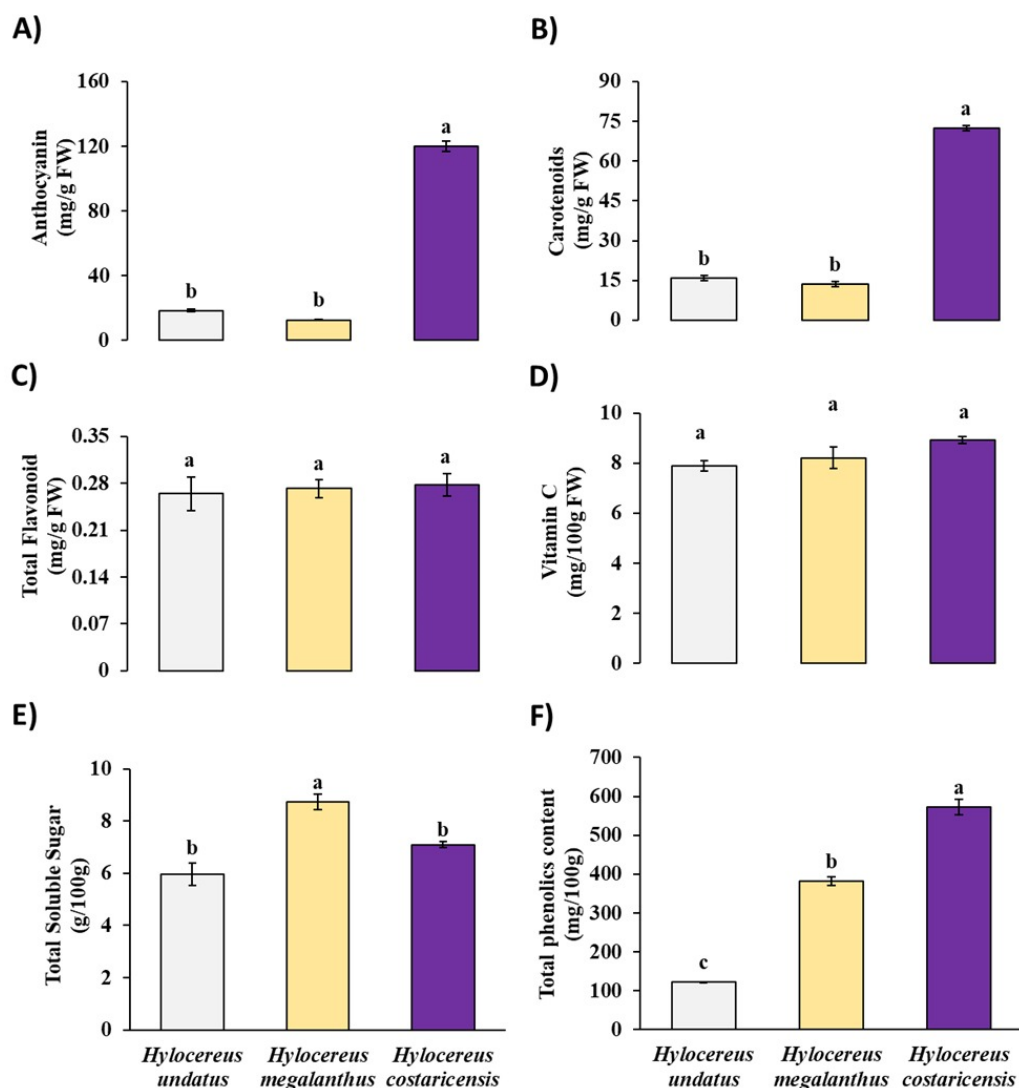 A)
Anthocyanin
(mg/g FW)
160
120
80
40
0
b
b
a
B)
Carotenoids
(mg/g FW)
90
75
60
45
30
15
0
b
b
a
C)
Total Flavonoid
(mg/g FW)
0.35
0.28
0.21
0.14
0.07
0
a
a
a
D)
Vitamin C
(mg/100g FW)
10
8
6
4
2
0
a
a
a
E)
Total Soluble Sugar
(g/100g)
10
8
6
4
2
0
b
a
b
Hylocereus
undatus
Hylocereus
megalanthus
Hylocereus
costaricensis
F)
Total phenolics content
(mg/100g)
700
600
500
400
300
200
100
0
c
b
a
Hylocereus
undatus
Hylocereus
megalanthus
Hylocereus
costaricensis